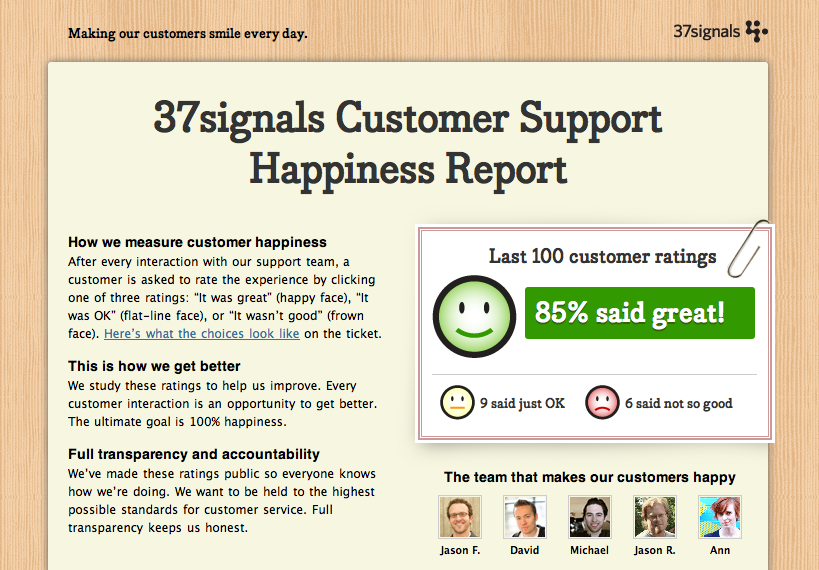 Making our customers smile every day.
37signals
37signals Customer Support
Happiness Report
How we measure customer happiness
After every interaction with our support team, a
customer is asked to rate the experience by clicking
one of three ratings: “It was great” (happy face), “It
was OK” (flat-line face), or “It wasn’t good” (frown
face). Here’s what the choices look like on the ticket.
This is how we get better
We study these ratings to help us improve. Every
customer interaction is an opportunity to get better.
The ultimate goal is 100% happiness.
Full transparency and accountability
We’ve made these ratings public so everyone knows
how we’re doing. We want to be held to the highest
possible standards for customer service. Full
transparency keeps us honest.
Last 100 customer ratings
85% said great!
9 said just OK
6 said not so good
The team that makes our customers happy
Jason F.
David
Michael
Jason R.
Ann